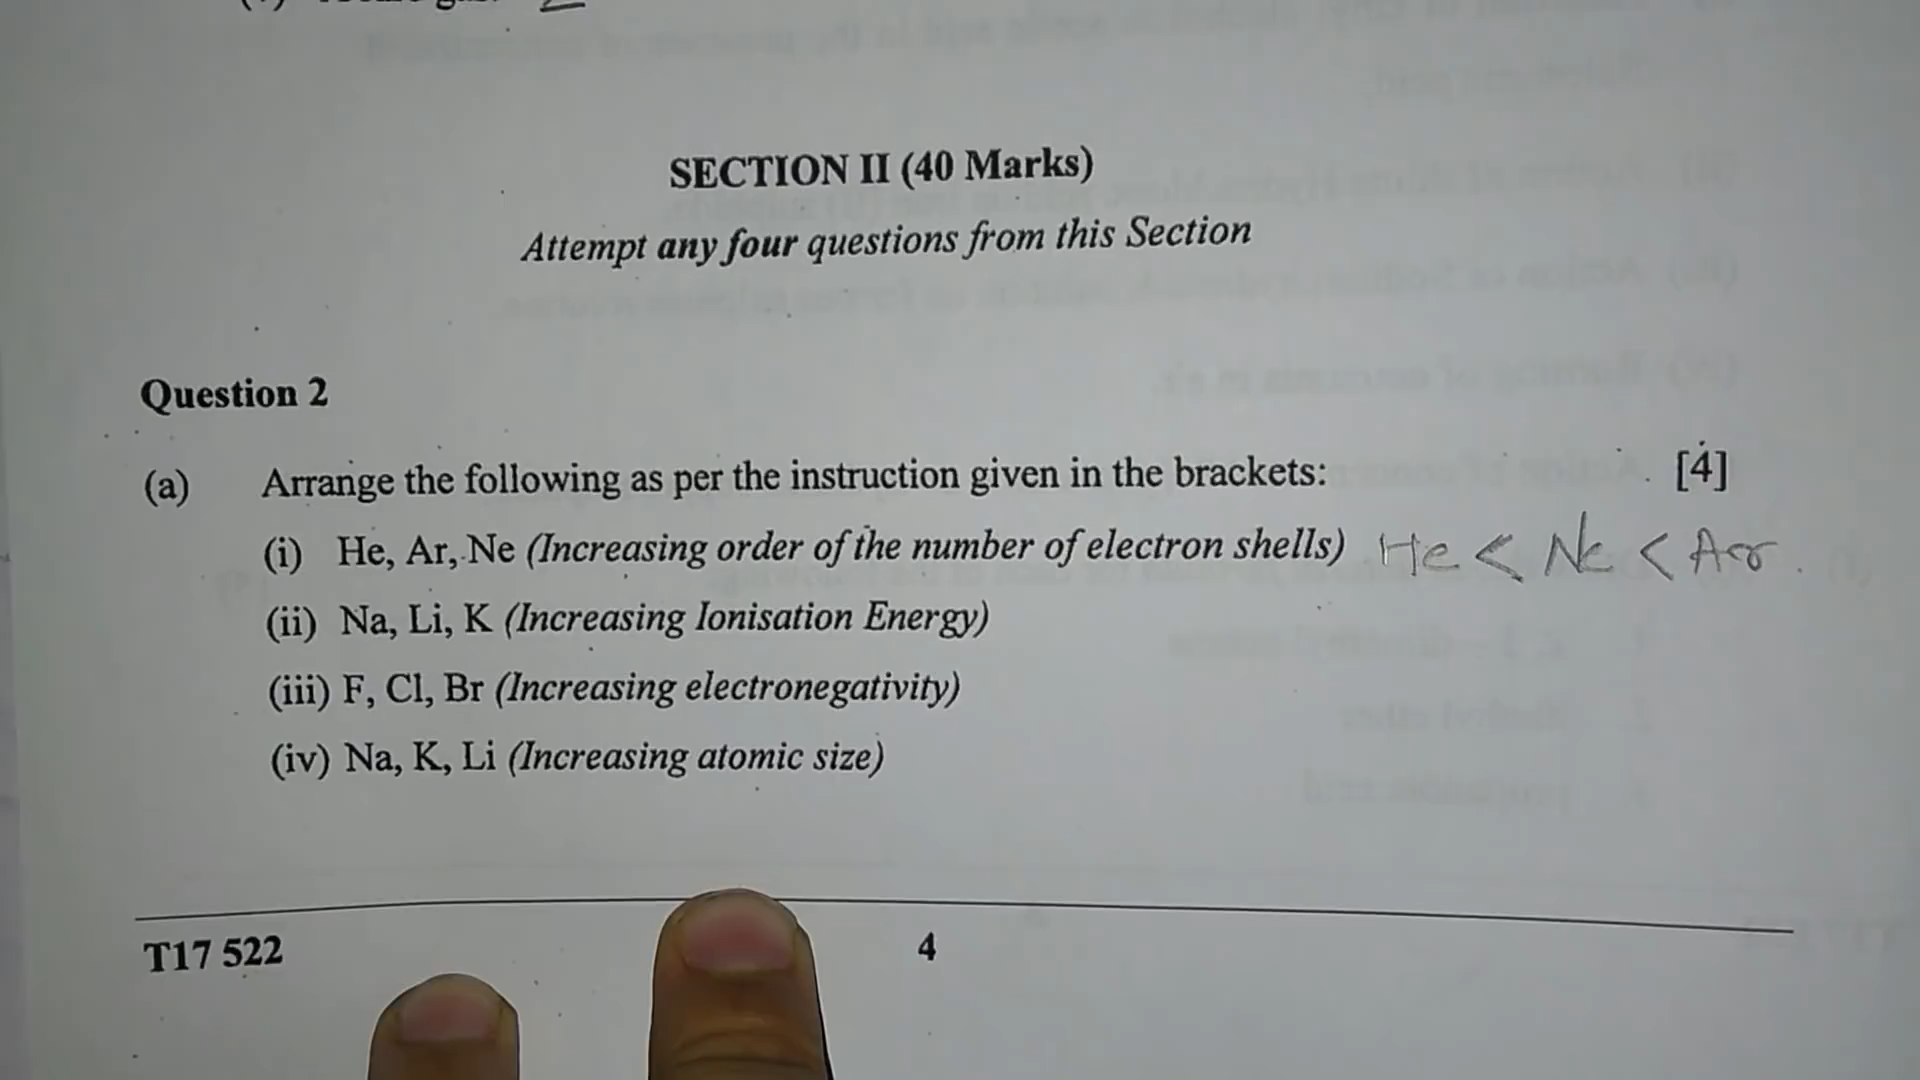 SECTION II (40 Marks)
Attempt any four questions from this Section
Question 2
(a) Arrange the following as per the instruction given in the brackets: [4]
(i) He, Ar, Ne (Increasing order of the number of electron shells) He < Ne < Ar.
(ii) Na, Li, K (Increasing Ionisation Energy)
(iii) F, Cl, Br (Increasing electronegativity)
(iv) Na, K, Li (Increasing atomic size)
T17 522 4